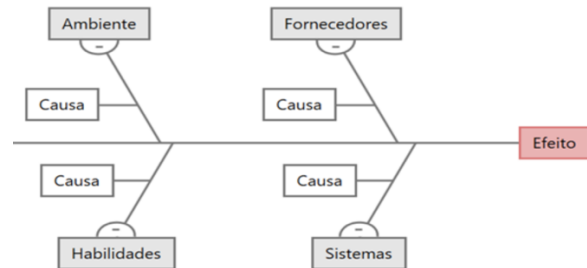 Ambiente
Fornecedores
Causa
Causa
Efeito
Causa
Causa
Habilidades
Sistemas